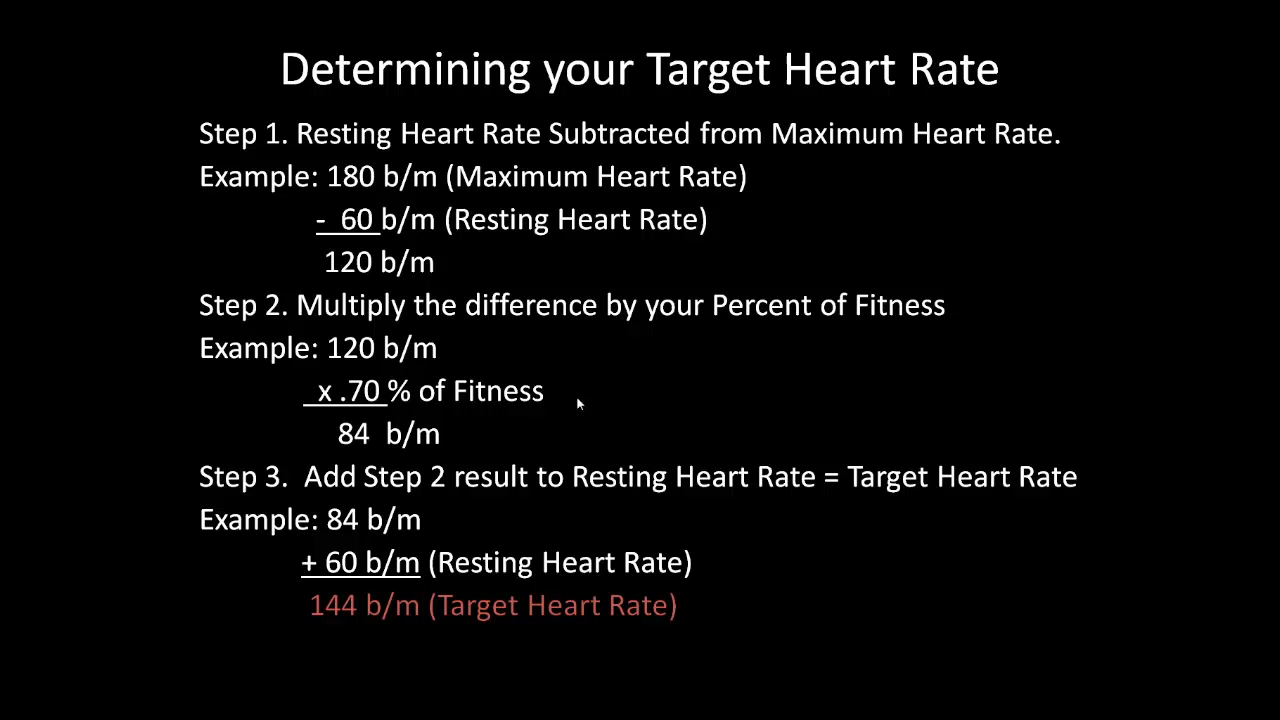 Determining your Target Heart Rate
Step 1. Resting Heart Rate Subtracted from Maximum Heart Rate.
Example: 180 b/m (Maximum Heart Rate)
- 60 b/m (Resting Heart Rate)
120 b/m
Step 2. Multiply the difference by your Percent of Fitness
Example: 120 b/m
x .70 % of Fitness
84 b/m
Step 3. Add Step 2 result to Resting Heart Rate = Target Heart Rate
Example: 84 b/m
+ 60 b/m (Resting Heart Rate)
144 b/m (Target Heart Rate)